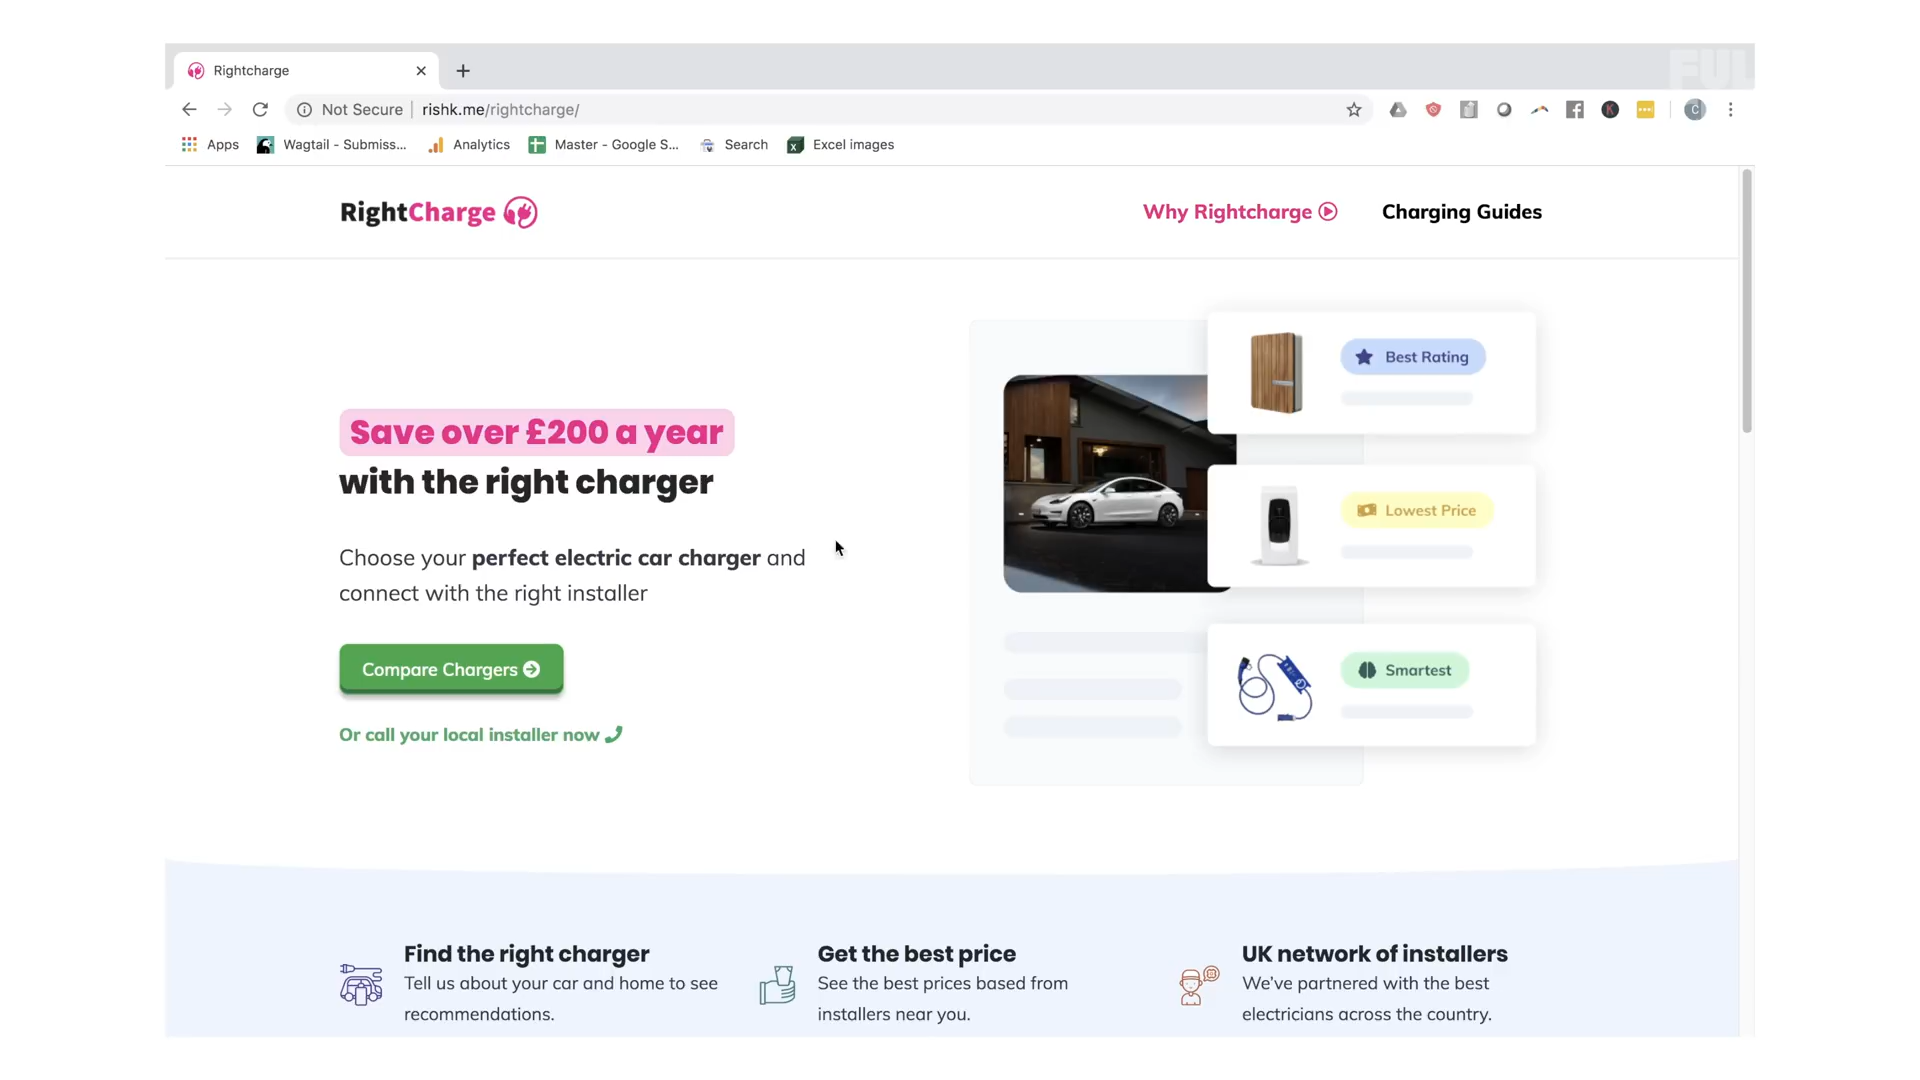 Rightcharge
FUL
Not Secure | rishk.me/rightcharge/
Apps
Wagtail - Submiss...
Analytics
Master - Google S...
Search
Excel images
RightCharge
Why Rightcharge
Charging Guides
Save over £200 a year
with the right charger
Choose your perfect electric car charger and
connect with the right installer
Compare Chargers
Or call your local installer now
Best Rating
Lowest Price
Smartest
Find the right charger
Tell us about your car and home to see
recommendations.
Get the best price
See the best prices based from
installers near you.
UK network of installers
We've partnered with the best
electricians across the country.